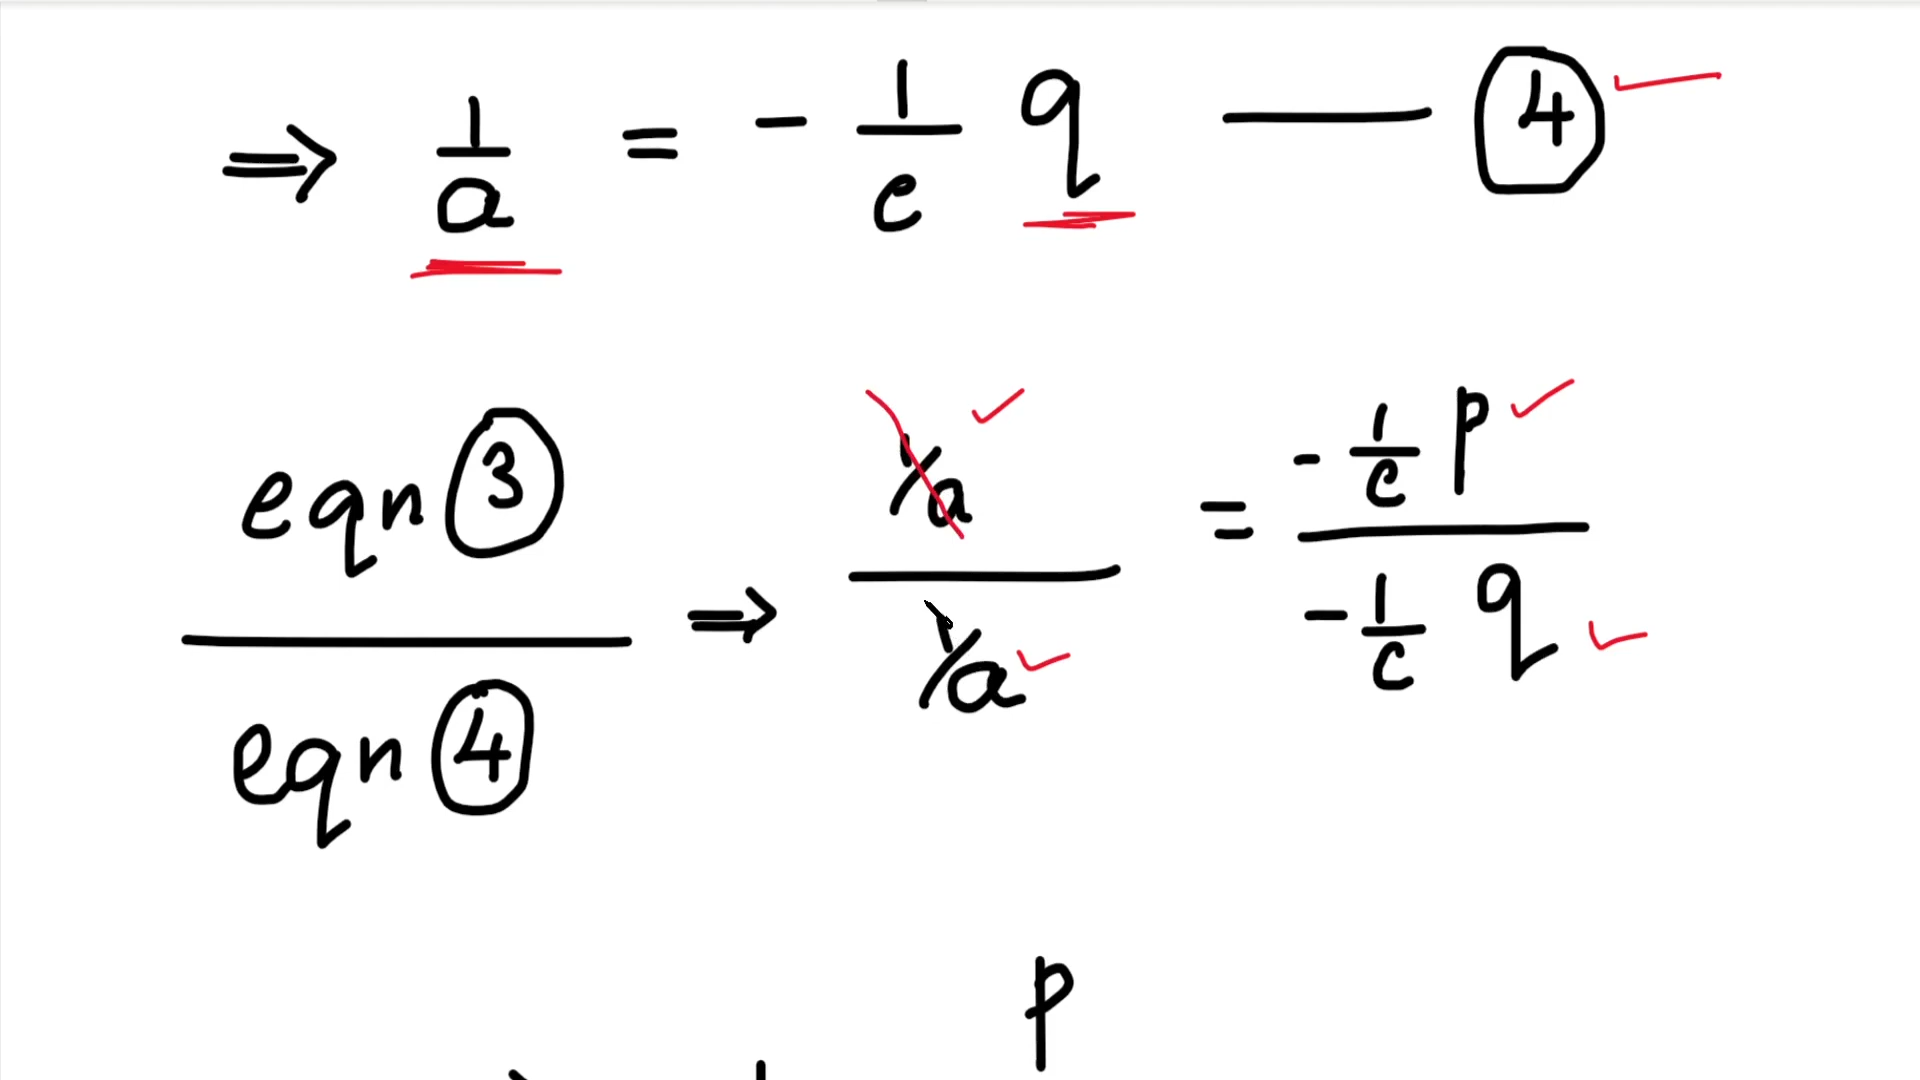 ⇒ 1/a = - 1/c q — ④
eqn ③ / eqn ④ ⇒ (1/a) / (1/a) = (- 1/c p) / (- 1/c q)
p